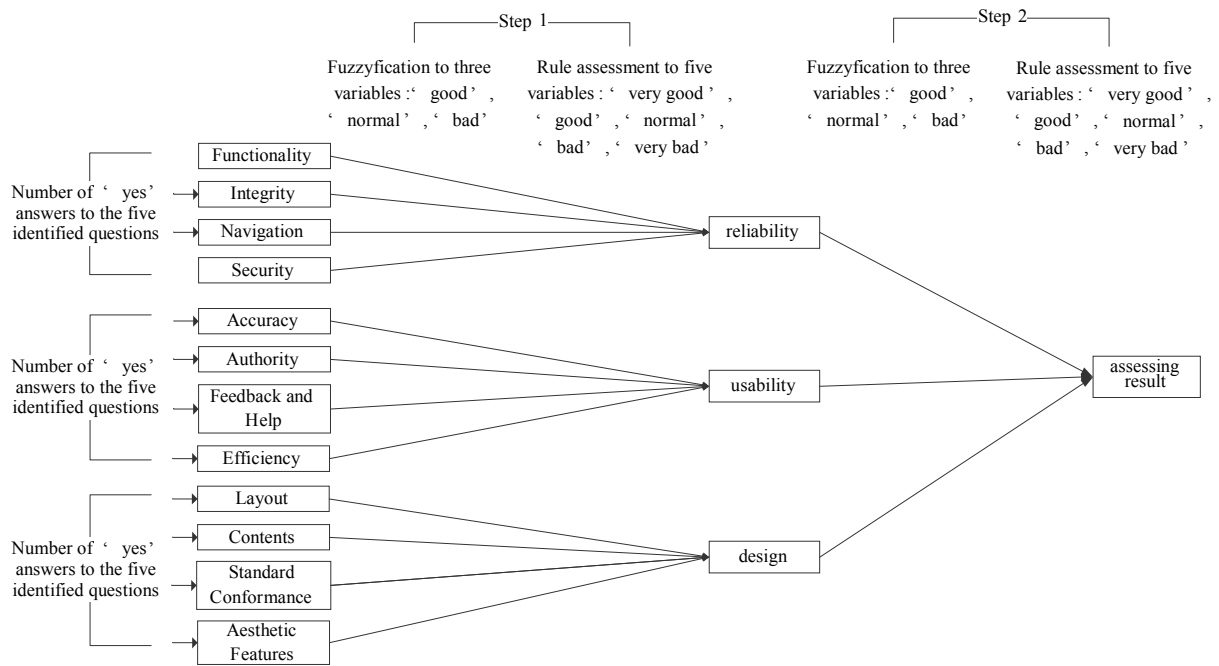 Step 1
Step 2
Fuzzyfication to three
variables :‘ good’ ,
‘ normal’ , ‘ bad’
Rule assessment to five
variables : ‘ very good’ ,
‘ good’ , ‘ normal’ ,
‘ bad’ , ‘ very bad’
Fuzzyfication to three
variables :‘ good’ ,
‘ normal’ , ‘ bad’
Rule assessment to five
variables : ‘ very good’ ,
‘ good’ , ‘ normal’ ,
‘ bad’ , ‘ very bad’
Number of ‘ yes’
answers to the five
identified questions
Functionality
Integrity
Navigation
Security
reliability
Number of ‘ yes’
answers to the five
identified questions
Accuracy
Authority
Feedback and
Help
Efficiency
usability
assessing
result
Number of ‘ yes’
answers to the five
identified questions
Layout
Contents
Standard
Conformance
Aesthetic
Features
design